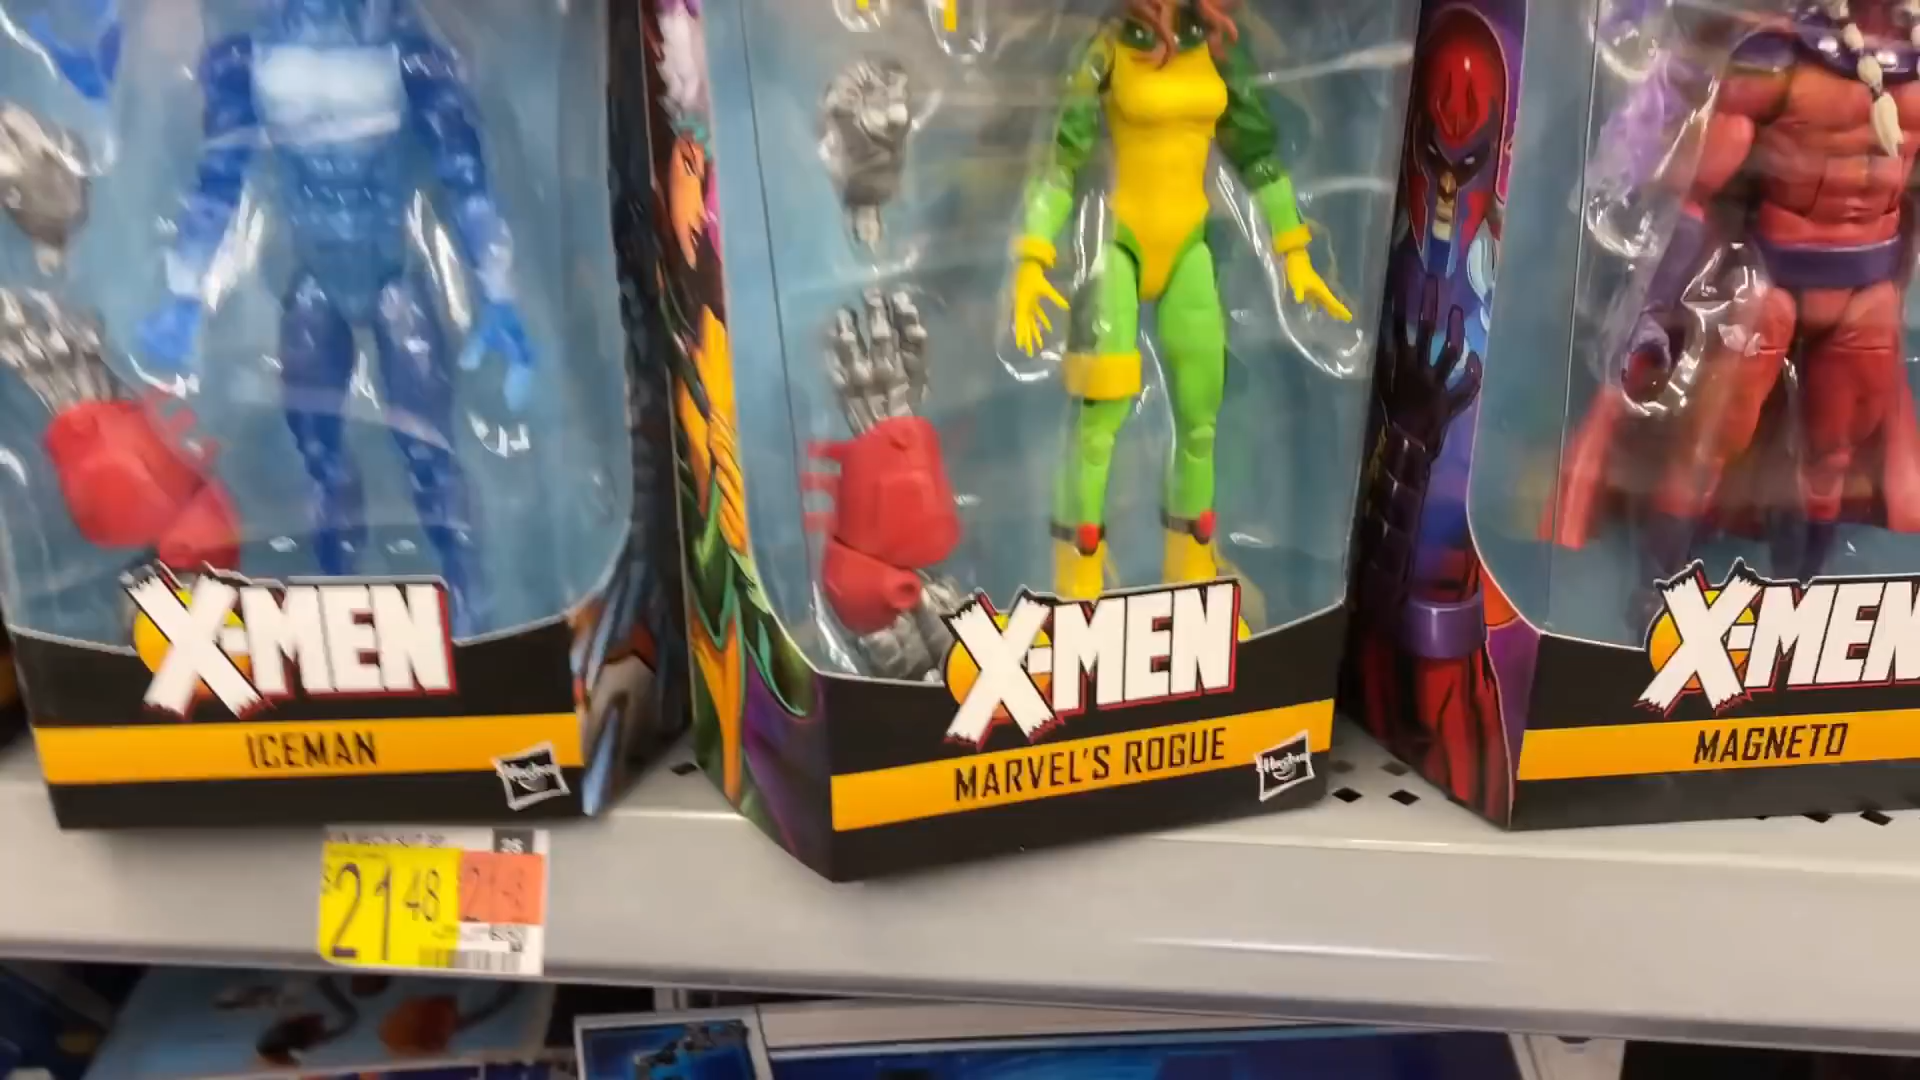 X-MEN
ICEMAN
Hasbro
X-MEN
MARVEL'S ROGUE
Hasbro
X-MEN
MAGNETO
$21.48